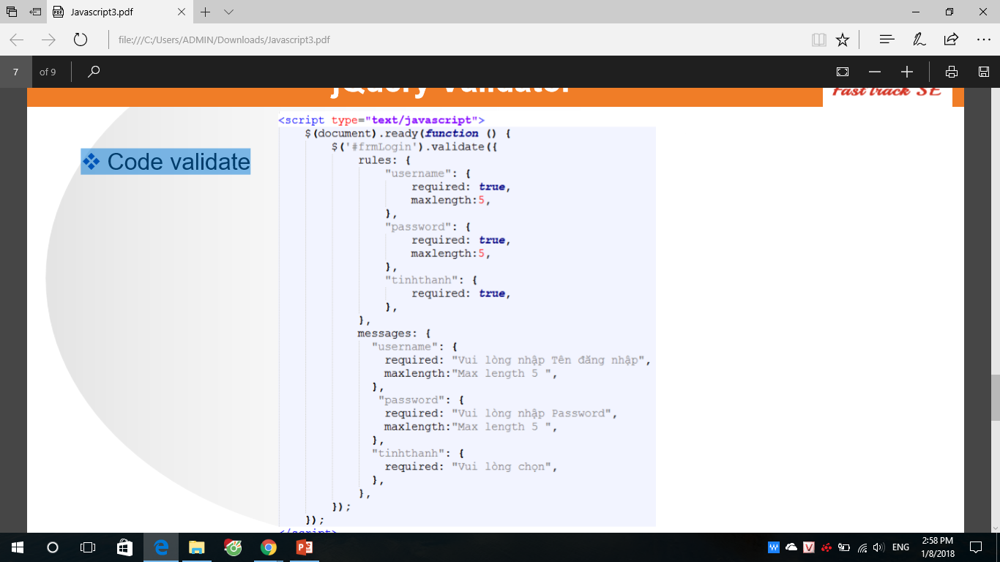 Javascript3.pdf
file:///C:/Users/ADMIN/Downloads/Javascript3.pdf
7 of 9
jQuery validator
Fast track SE
❖ Code validate
<script type="text/javascript">
$(document).ready(function () {
$('#frmLogin').validate({
rules: {
"username": {
required: true,
maxlength:5,
},
"password": {
required: true,
maxlength:5,
},
"tinhthanh": {
required: true,
},
},
messages: {
"username": {
required: "Vui lòng nhập Tên đăng nhập",
maxlength:"Max length 5 ",
},
"password": {
required: "Vui lòng nhập Password",
maxlength:"Max length 5 ",
},
"tinhthanh": {
required: "Vui lòng chọn",
},
},
});
});
</script>
ENG
2:58 PM
1/8/2018